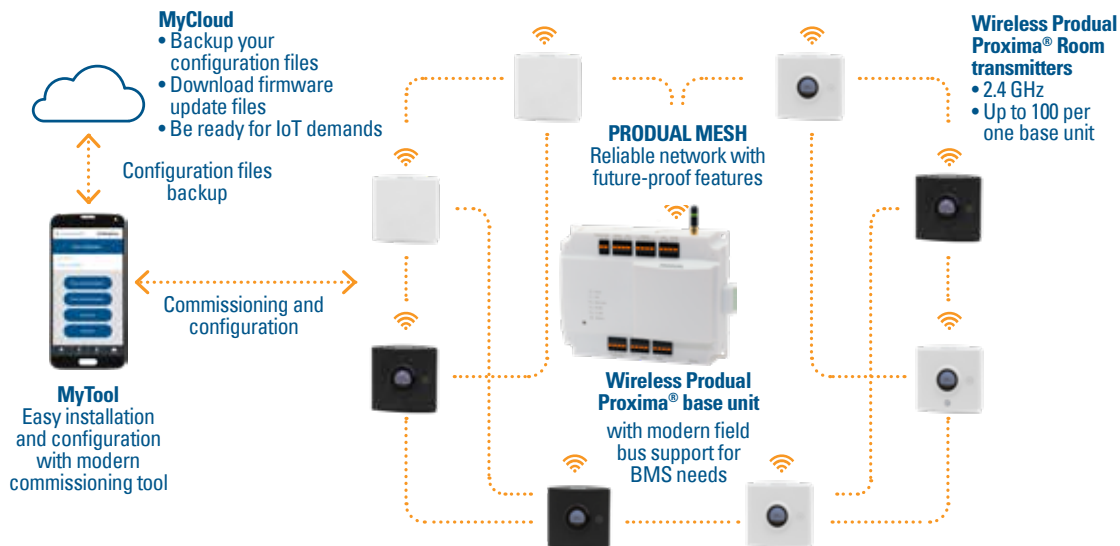 MyCloud
• Backup your
configuration files
• Download firmware
update files
• Be ready for IoT demands
Configuration files
backup
Commissioning and
configuration
MyTool
Easy installation
and configuration
with modern
commissioning tool
PRODUAL MESH
Reliable network with
future-proof features
Wireless Produal
Proxima® base unit
with modern field
bus support for
BMS needs
Wireless Produal
Proxima® Room
transmitters
• 2.4 GHz
• Up to 100 per
one base unit